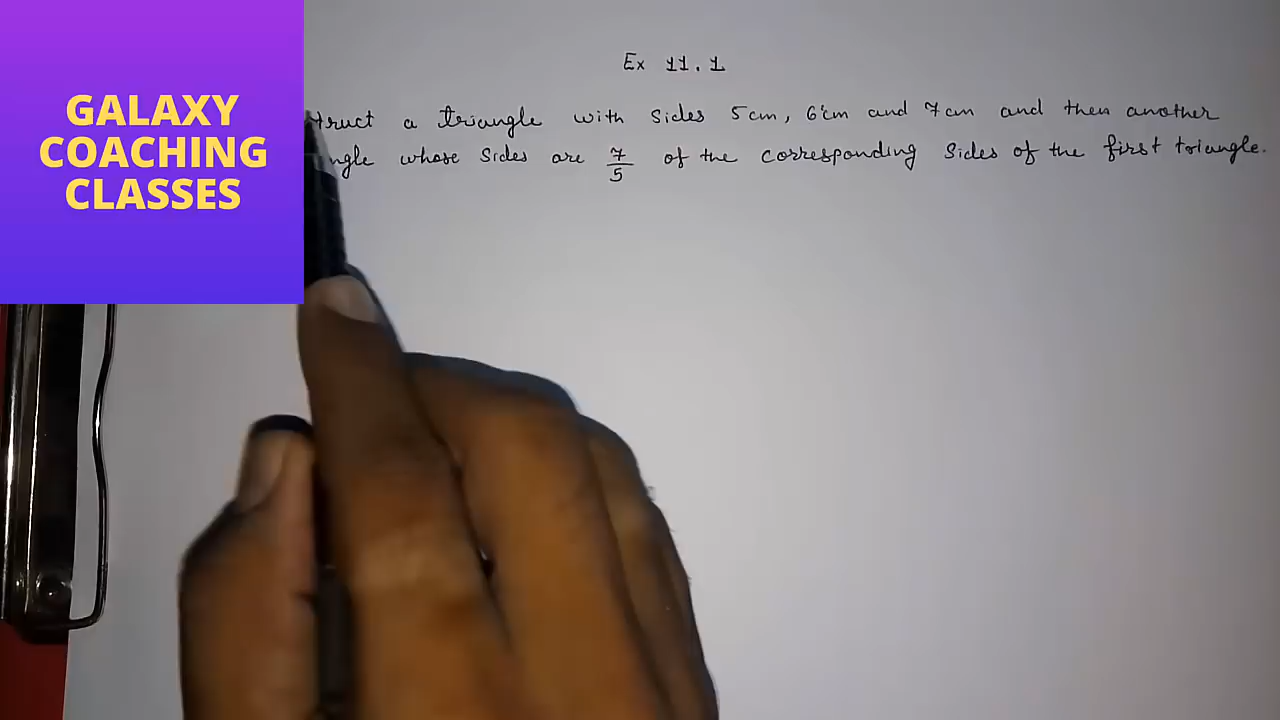 GALAXY
COACHING
CLASSES
Ex 11.1
truct a triangle with sides 5cm, 6cm and 7cm and then another
ngle whose sides are 7/5 of the corresponding sides of the first triangle.